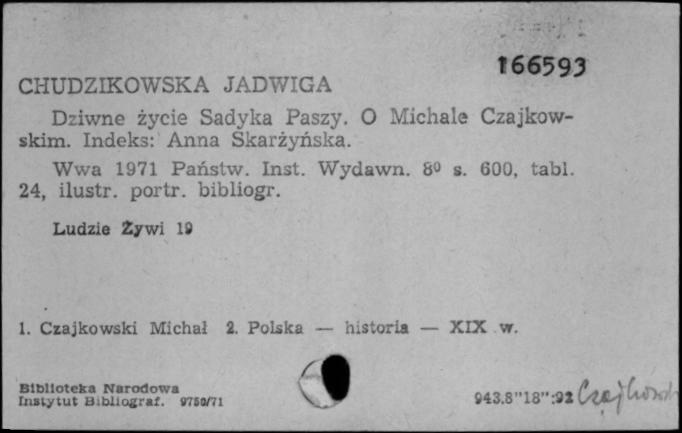 166593
CHUDZIKOWSKA JADWIGA
Dziwne życie Sadyka Paszy. O Michale Czajkow-
skim. Indeks: Anna Skarżyńska.
Wwa 1971 Państw. Inst. Wydawn. 8º s. 600, tabl.
24, ilustr. portr. bibliogr.
Ludzie Żywi 19
1. Czajkowski Michał 2. Polska — historia — XIX w.
Biblioteka Narodowa
Instytut Bibliograf. 9750/71
943.8"18":92